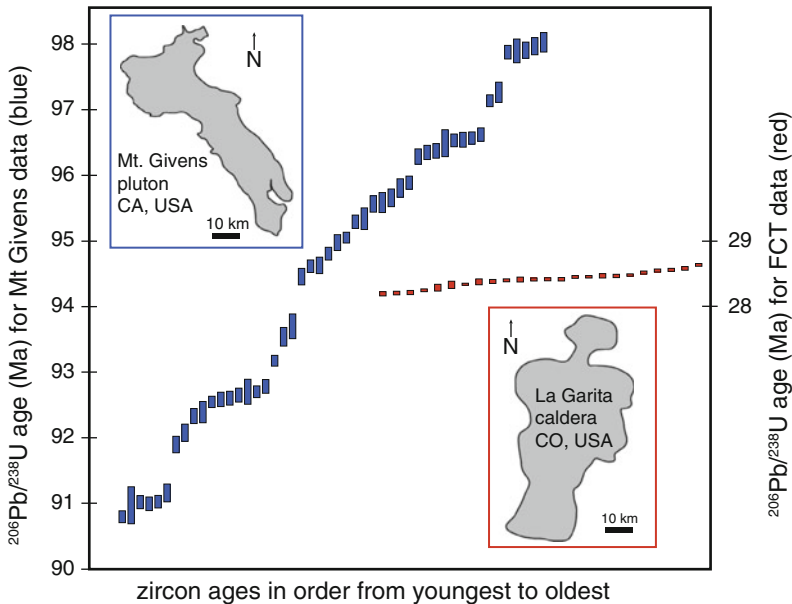 ²⁰⁶Pb/²³⁸U age (Ma) for Mt Givens data (blue)
98
97
96
95
94
93
92
91
90
N
Mt. Givens
pluton
CA, USA
10 km
29
28
²⁰⁶Pb/²³⁸U age (Ma) for FCT data (red)
N
La Garita
caldera
CO, USA
10 km
zircon ages in order from youngest to oldest